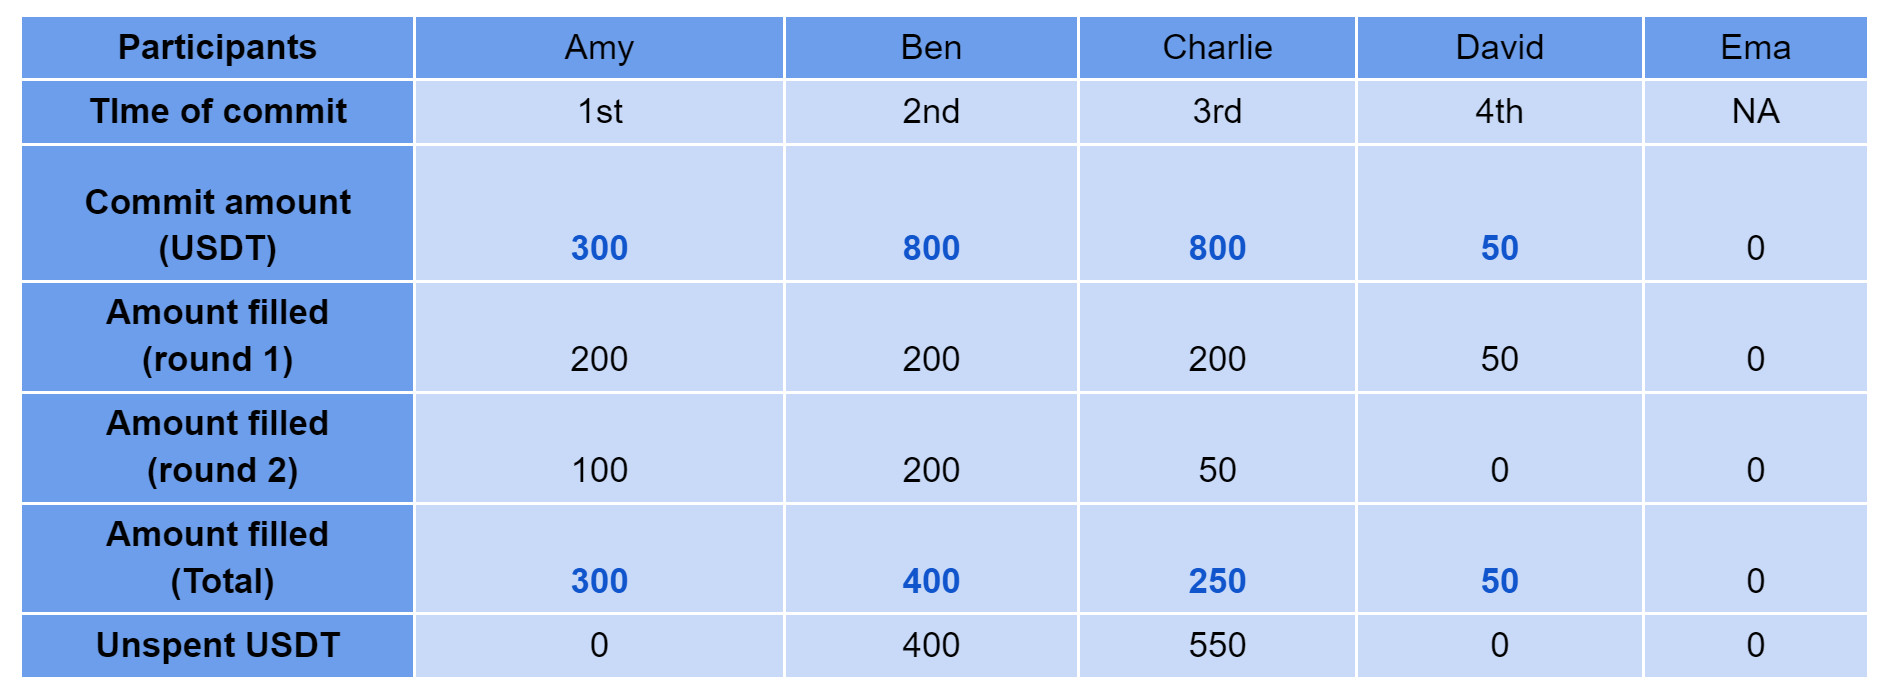 Participants Amy Ben Charlie David Ema
TIme of commit 1st 2nd 3rd 4th NA
Commit amount
(USDT) 300 800 800 50 0
Amount filled
(round 1) 200 200 200 50 0
Amount filled
(round 2) 100 200 50 0 0
Amount filled
(Total) 300 400 250 50 0
Unspent USDT 0 400 550 0 0